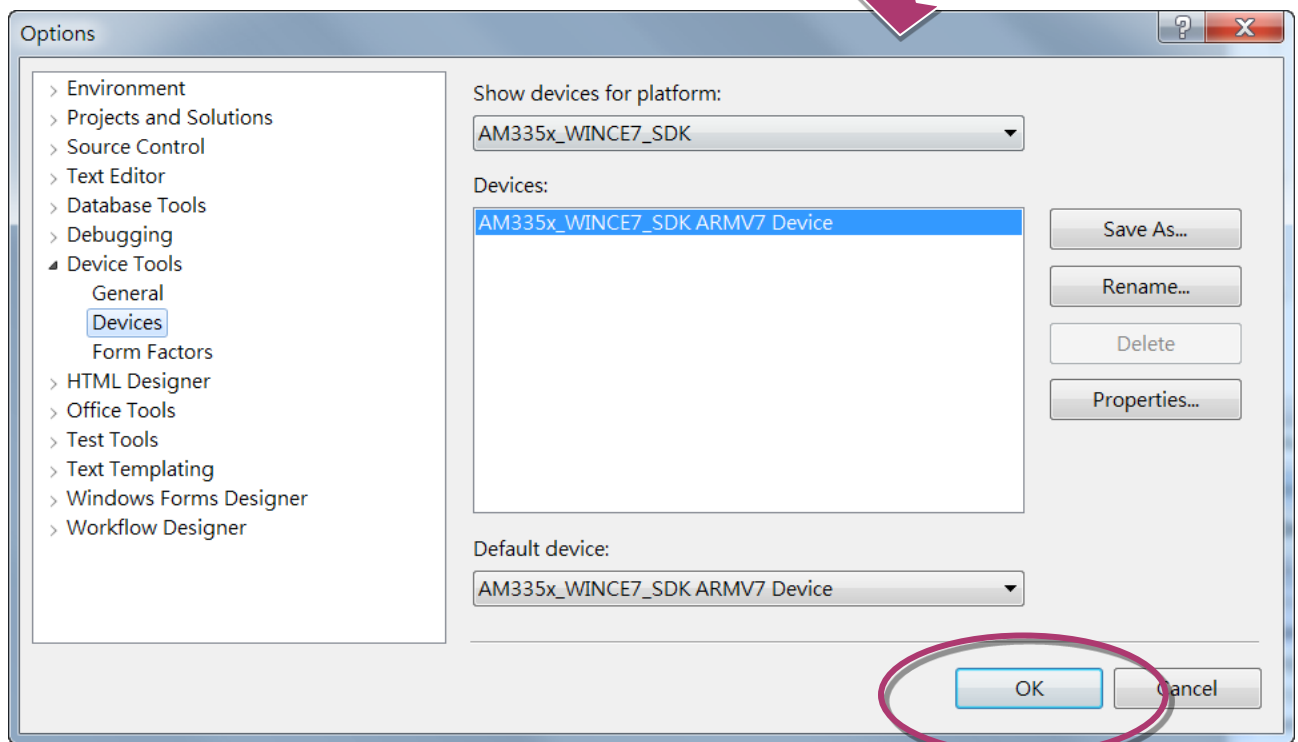 Options
Environment
Projects and Solutions
Source Control
Text Editor
Database Tools
Debugging
Device Tools
General
Devices
Form Factors
HTML Designer
Office Tools
Test Tools
Text Templating
Windows Forms Designer
Workflow Designer
Show devices for platform:
AM335x_WINCE7_SDK
Devices:
AM335x_WINCE7_SDK ARMV7 Device
Save As...
Rename...
Delete
Properties...
Default device:
AM335x_WINCE7_SDK ARMV7 Device
OK
Cancel